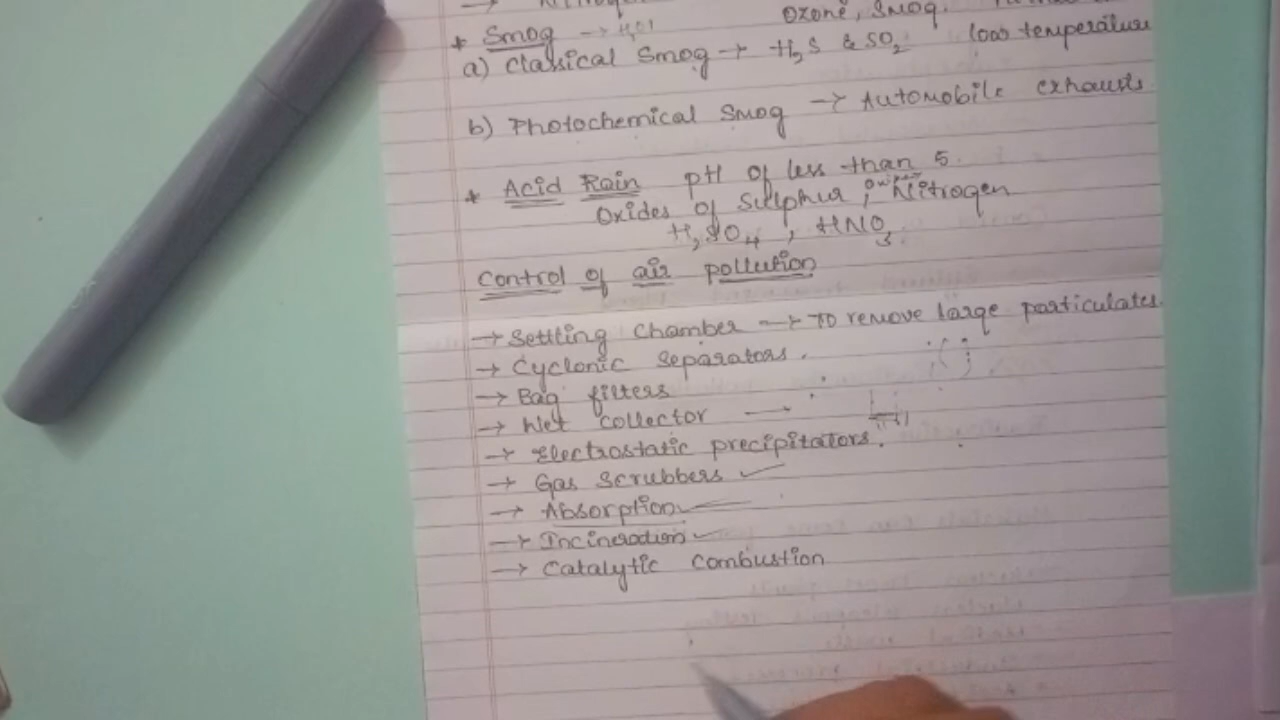 → Nitrogen
Ozone, Smog.
* Smog →
a) Classical Smog → H2S & SO2 low temperature
b) Photochemical Smog → Automobile exhausts
* Acid Rain pH of less than 5.
Oxides of Sulphur, Nitrogen
H2SO4, HNO3
Control of air pollution
→ Settling Chamber → To remove large particulates.
→ Cyclonic separators.
→ Bag filters
→ Wet collector →
→ Electrostatic precipitators.
→ Gas Scrubbers
→ Absorption
→ Incineration
→ Catalytic Combustion